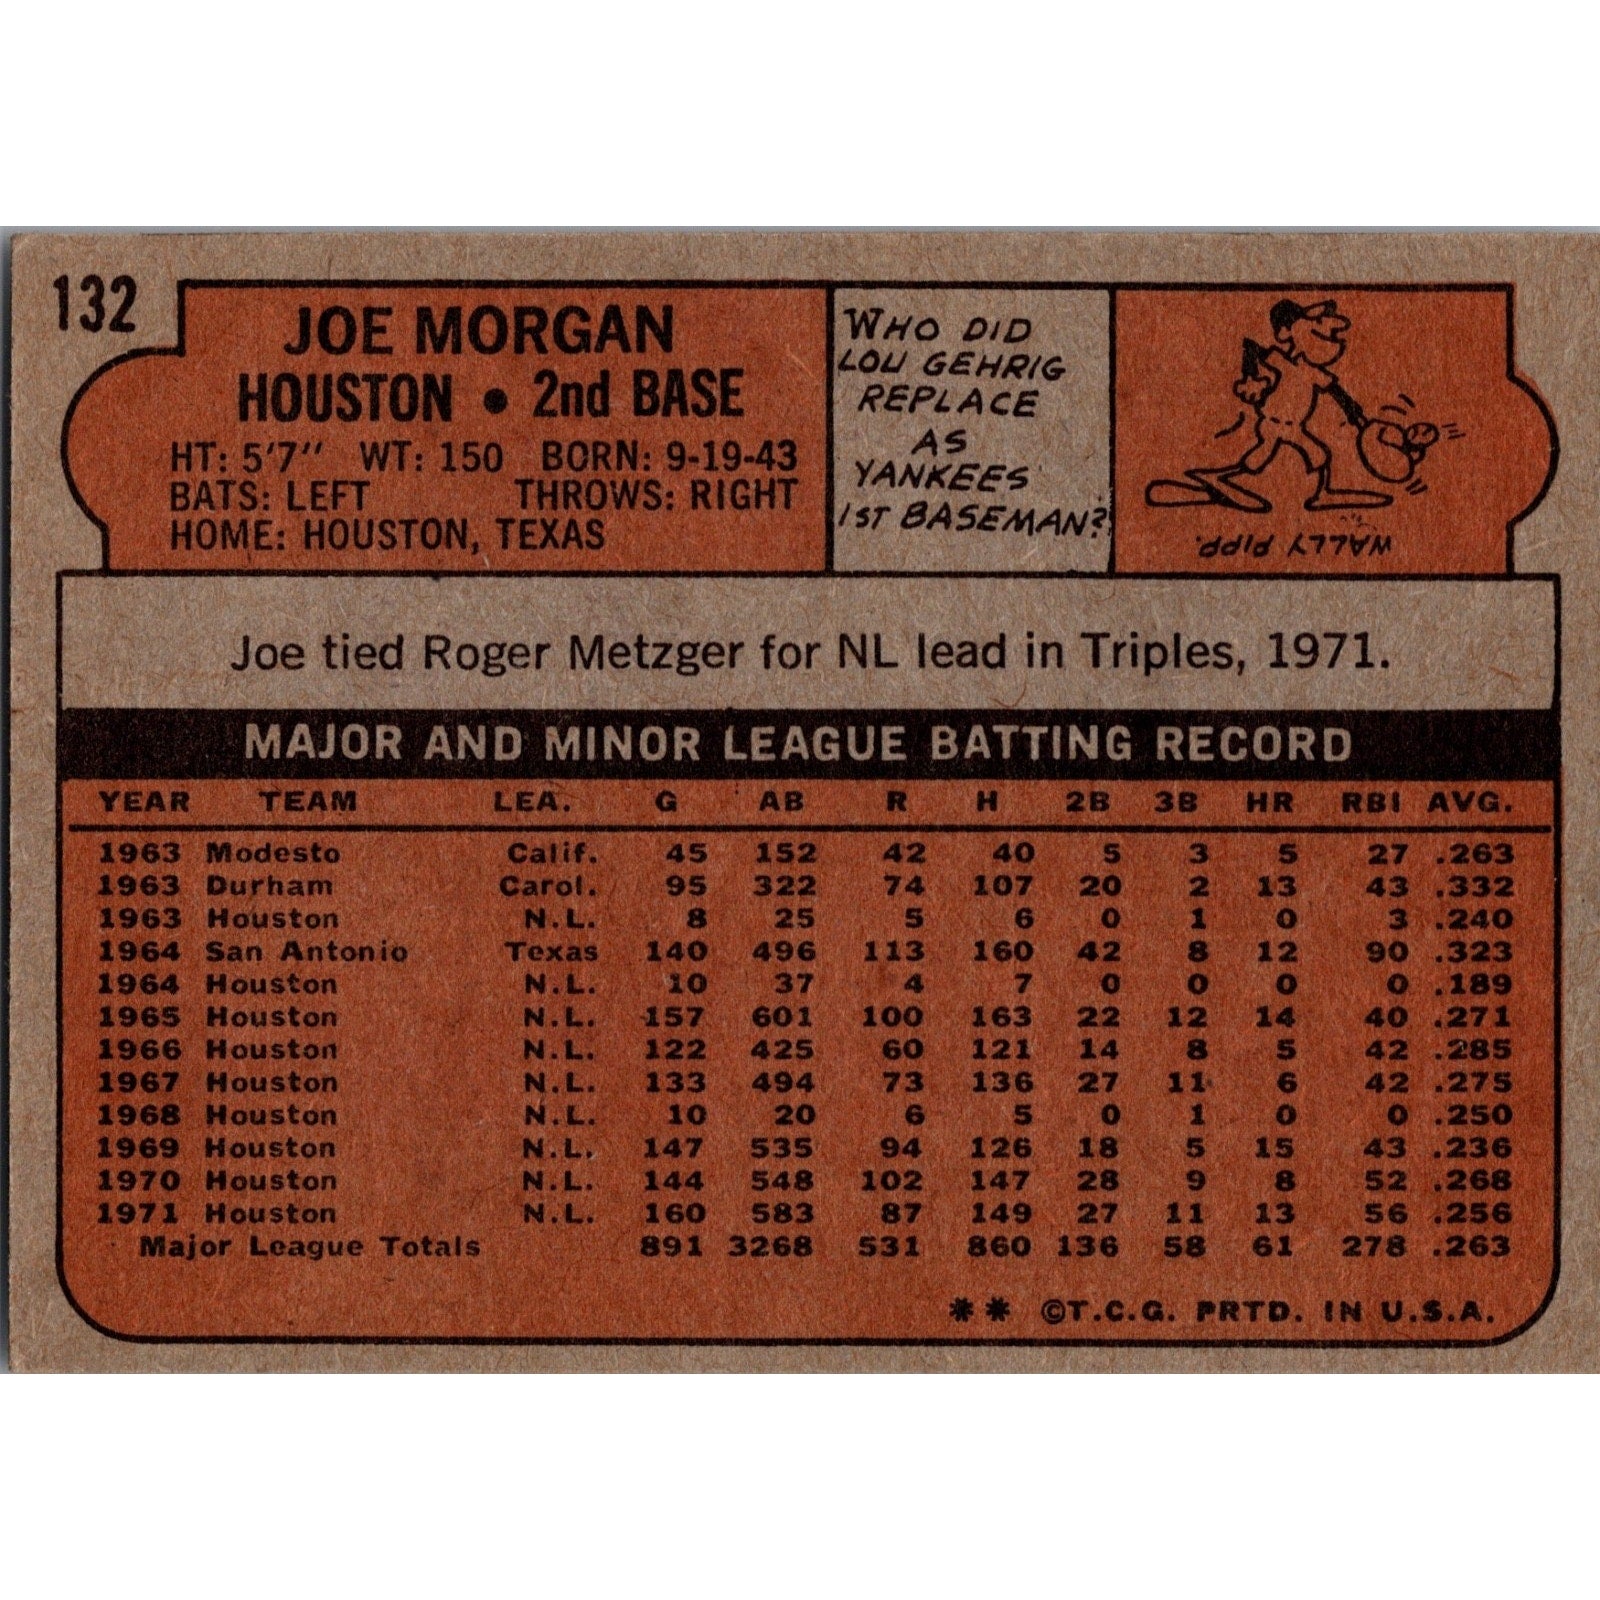 132
JOE MORGAN
HOUSTON • 2nd BASE
HT: 5'7" WT: 150 BORN: 9-19-43
BATS: LEFT THROWS: RIGHT
HOME: HOUSTON, TEXAS
WHO DID
LOU GEHRIG
REPLACE
AS
YANKEES
1ST BASEMAN?
WALLY PIPP.
Joe tied Roger Metzger for NL lead in Triples, 1971.
MAJOR AND MINOR LEAGUE BATTING RECORD
YEAR TEAM LEA. G AB R H 2B 3B HR RBI AVG.
1963 Modesto Calif. 45 152 42 40 5 3 5 27 .263
1963 Durham Carol. 95 322 74 107 20 2 13 43 .332
1963 Houston N.L. 8 25 5 6 0 1 0 3 .240
1964 San Antonio Texas 140 496 113 160 42 8 12 90 .323
1964 Houston N.L. 10 37 4 7 0 0 0 0 .189
1965 Houston N.L. 157 601 100 163 22 12 14 40 .271
1966 Houston N.L. 122 425 60 121 14 8 5 42 .285
1967 Houston N.L. 133 494 73 136 27 11 6 42 .275
1968 Houston N.L. 10 20 6 5 0 1 0 0 .250
1969 Houston N.L. 147 535 94 126 18 5 15 43 .236
1970 Houston N.L. 144 548 102 147 28 9 8 52 .268
1971 Houston N.L. 160 583 87 149 27 11 13 56 .256
Major League Totals 891 3268 531 860 136 58 61 278 .263
** ©T.C.G. PRTD. IN U.S.A.